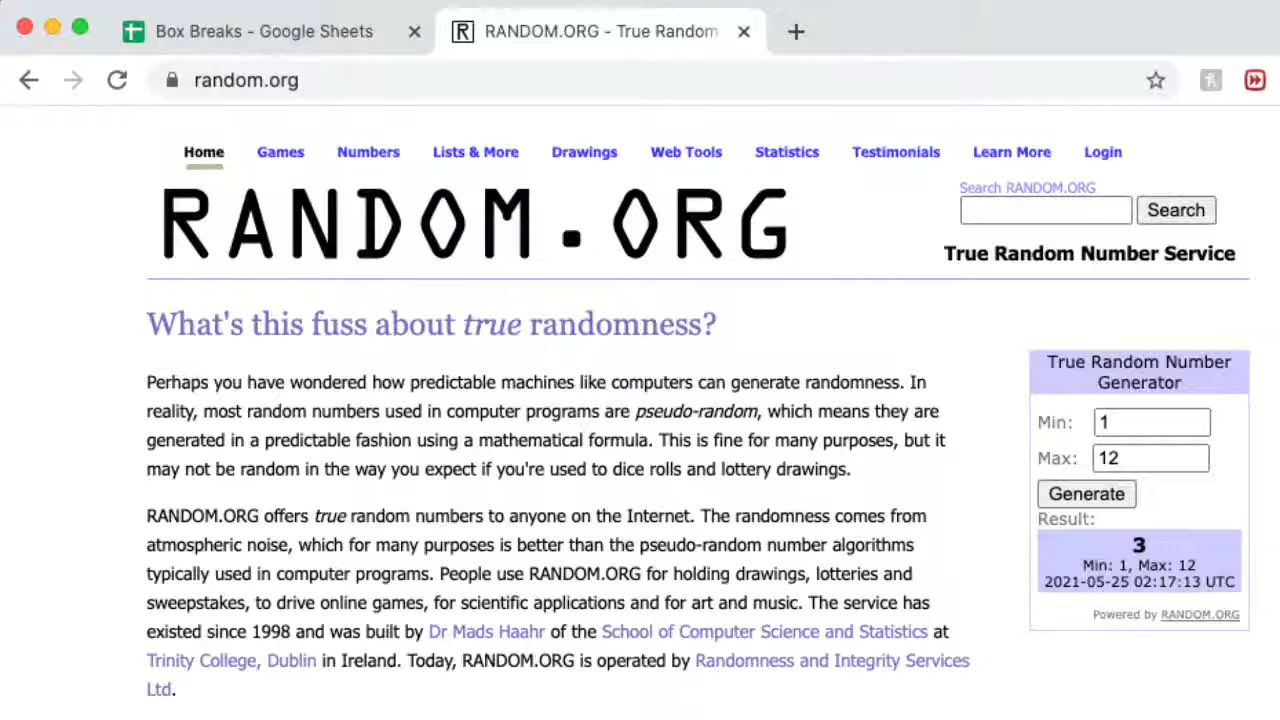 Box Breaks - Google Sheets
RANDOM.ORG - True Random
random.org
Home Games Numbers Lists & More Drawings Web Tools Statistics Testimonials Learn More Login
RANDOM.ORG
Search RANDOM.ORG
Search
True Random Number Service
What's this fuss about true randomness?
Perhaps you have wondered how predictable machines like computers can generate randomness. In
reality, most random numbers used in computer programs are pseudo-random, which means they are
generated in a predictable fashion using a mathematical formula. This is fine for many purposes, but it
may not be random in the way you expect if you're used to dice rolls and lottery drawings.
RANDOM.ORG offers true random numbers to anyone on the Internet. The randomness comes from
atmospheric noise, which for many purposes is better than the pseudo-random number algorithms
typically used in computer programs. People use RANDOM.ORG for holding drawings, lotteries and
sweepstakes, to drive online games, for scientific applications and for art and music. The service has
existed since 1998 and was built by Dr Mads Haahr of the School of Computer Science and Statistics at
Trinity College, Dublin in Ireland. Today, RANDOM.ORG is operated by Randomness and Integrity Services
Ltd.
True Random Number
Generator
Min: 1
Max: 12
Generate
Result:
3
Min: 1, Max: 12
2021-05-25 02:17:13 UTC
Powered by RANDOM.ORG